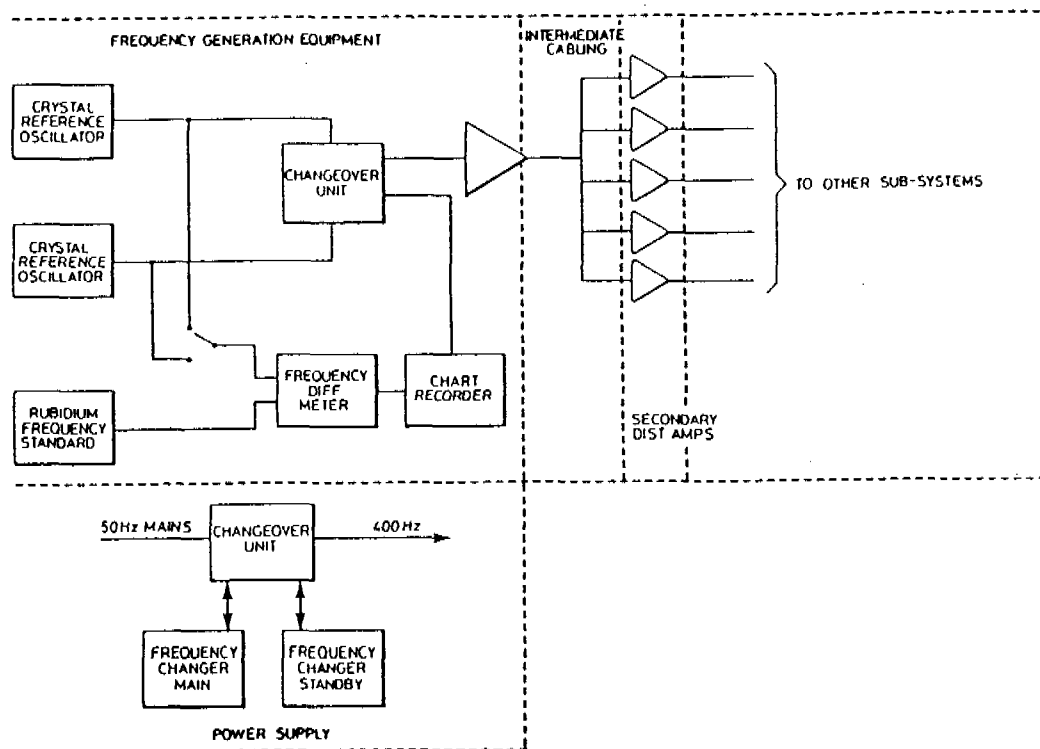 FREQUENCY GENERATION EQUIPMENT
INTERMEDIATE
CABLING
CRYSTAL
REFERENCE
OSCILLATOR
CHANGEOVER
UNIT
TO OTHER SUB-SYSTEMS
CRYSTAL
REFERENCE
OSCILLATOR
FREQUENCY
DIFF
METER
CHART
RECORDER
RUBIDIUM
FREQUENCY
STANDARD
SECONDARY
DIST AMPS
50Hz MAINS
CHANGEOVER
UNIT
400Hz
FREQUENCY
CHANGER
MAIN
FREQUENCY
CHANGER
STANDBY
POWER SUPPLY